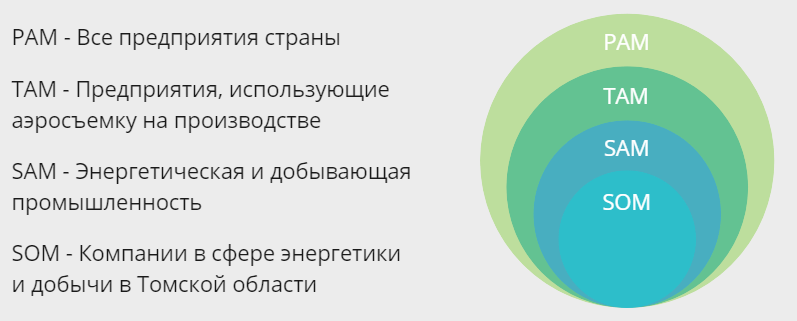 PAM - Все предприятия страны
TAM - Предприятия, использующие
аэросъемку на производстве
SAM - Энергетическая и добывающая
промышленность
SOM - Компании в сфере энергетики
и добычи в Томской области
PAM
TAM
SAM
SOM